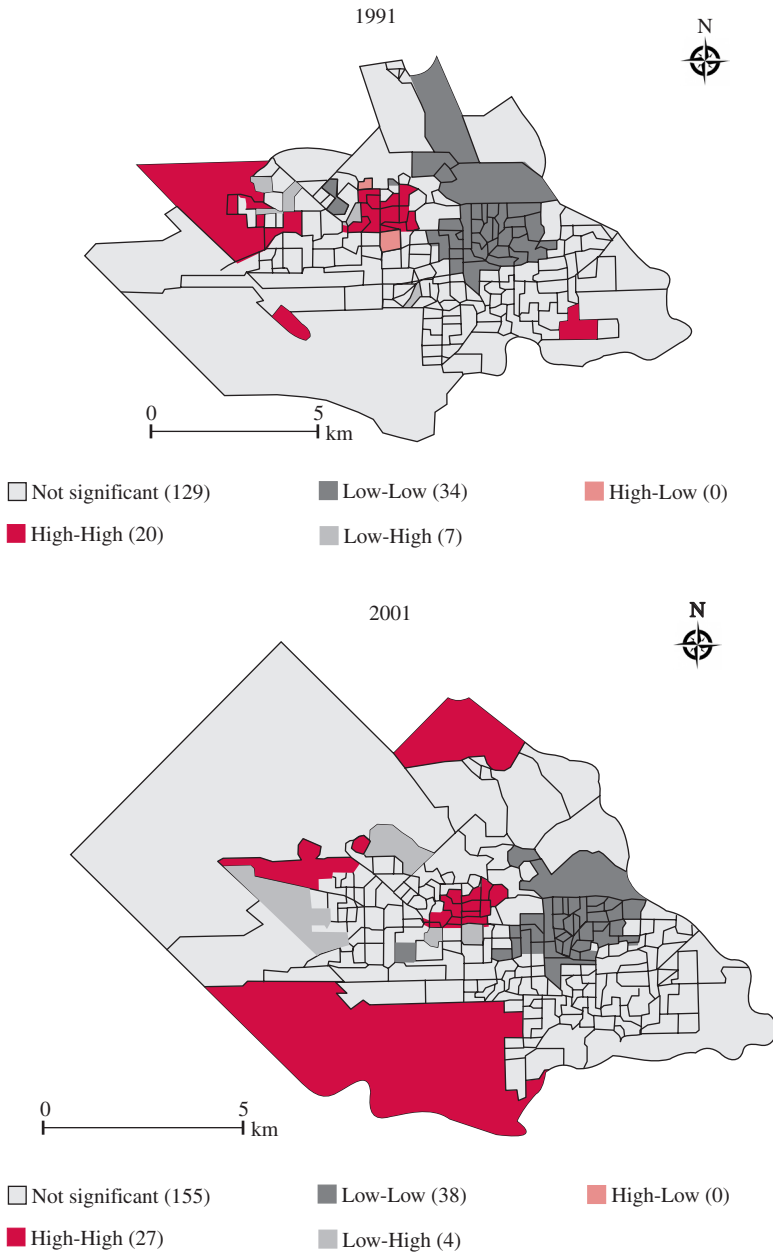 1991
N
0 5
km
Not significant (129) Low-Low (34) High-Low (0)
High-High (20) Low-High (7)
2001
N
0 5
km
Not significant (155) Low-Low (38) High-Low (0)
High-High (27) Low-High (4)